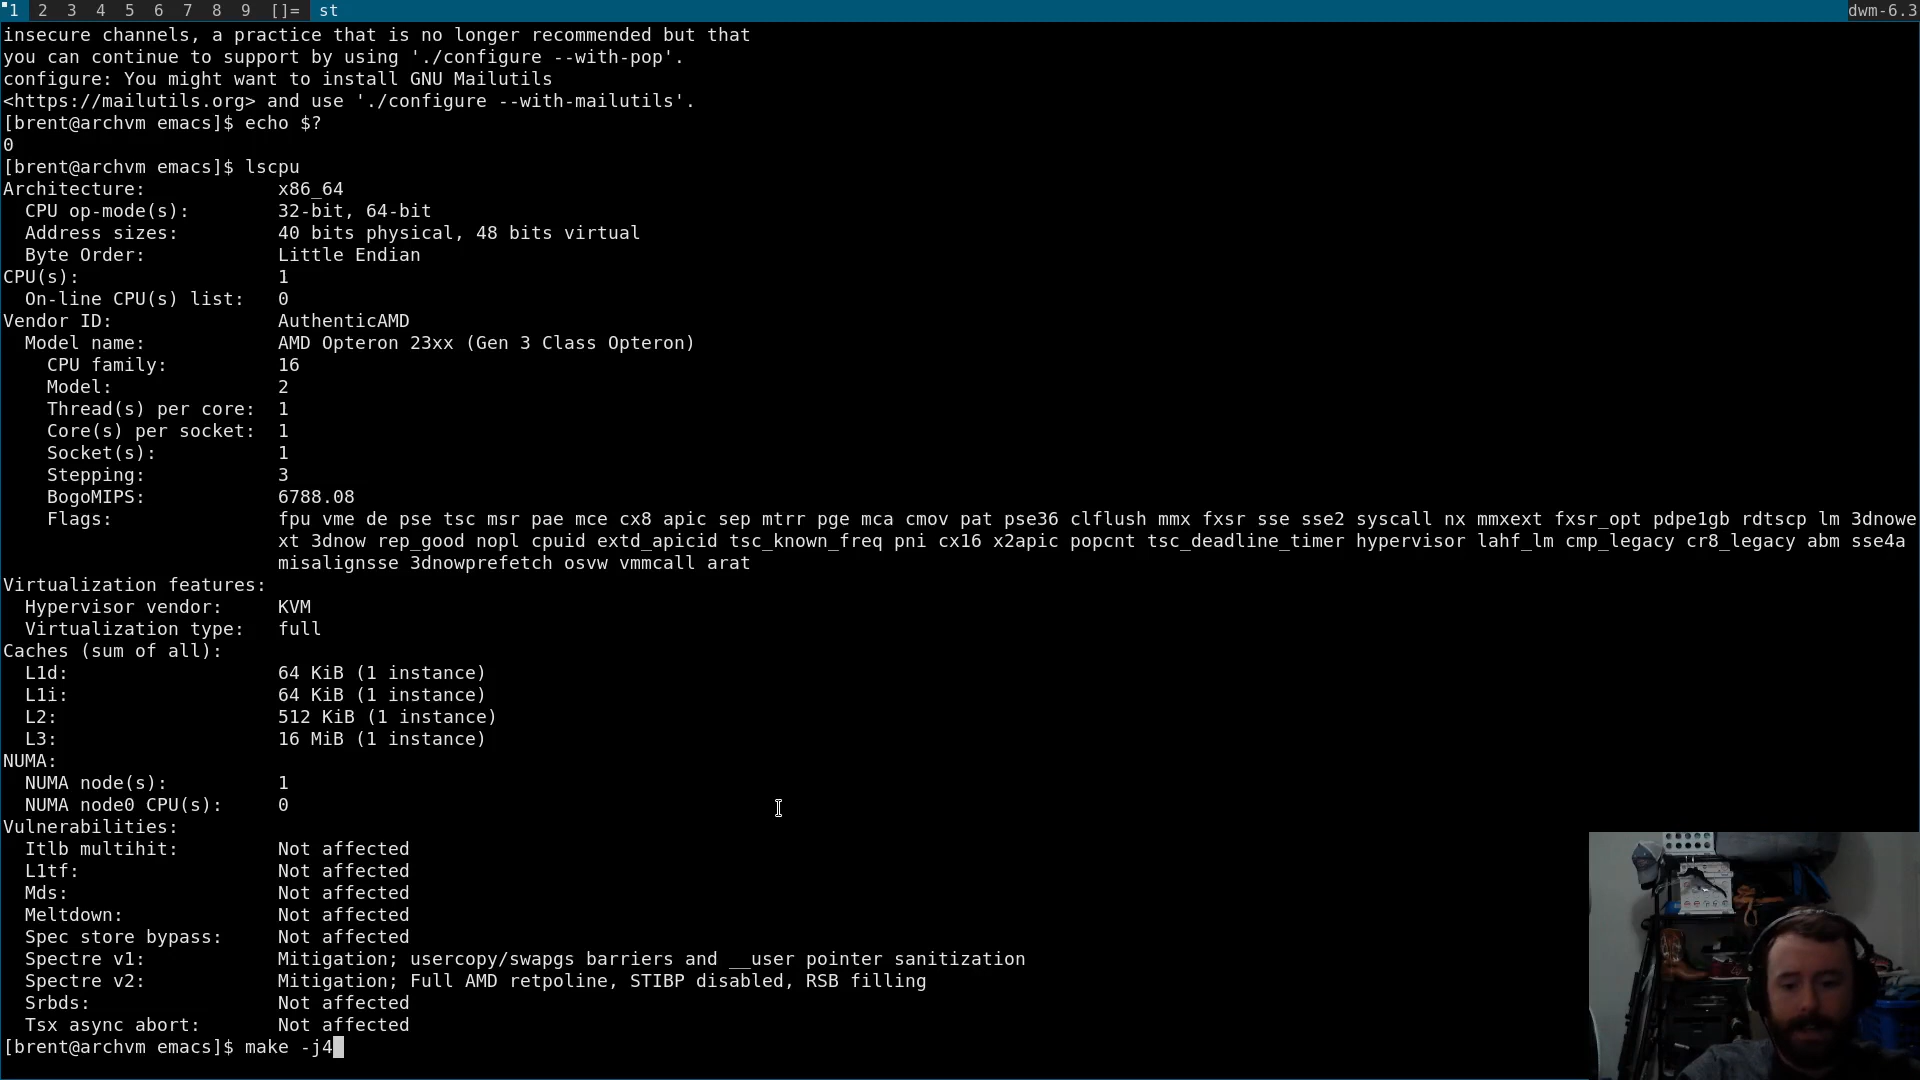 1 2 3 4 5 6 7 8 9 []= st dwm-6.3
insecure channels, a practice that is no longer recommended but that
you can continue to support by using './configure --with-pop'.
configure: You might want to install GNU Mailutils
<https://mailutils.org> and use './configure --with-mailutils'.
[brent@archvm emacs]$ echo $?
0
[brent@archvm emacs]$ lscpu
Architecture: x86_64
CPU op-mode(s): 32-bit, 64-bit
Address sizes: 40 bits physical, 48 bits virtual
Byte Order: Little Endian
CPU(s): 1
On-line CPU(s) list: 0
Vendor ID: AuthenticAMD
Model name: AMD Opteron 23xx (Gen 3 Class Opteron)
CPU family: 16
Model: 2
Thread(s) per core: 1
Core(s) per socket: 1
Socket(s): 1
Stepping: 3
BogoMIPS: 6788.08
Flags: fpu vme de pse tsc msr pae mce cx8 apic sep mtrr pge mca cmov pat pse36 clflush mmx fxsr sse sse2 syscall nx mmxext fxsr_opt pdpe1gb rdtscp lm 3dnowe
xt 3dnow rep_good nopl cpuid extd_apicid tsc_known_freq pni cx16 x2apic popcnt tsc_deadline_timer hypervisor lahf_lm cmp_legacy cr8_legacy abm sse4a
misalignsse 3dnowprefetch osvw vmmcall arat
Virtualization features:
Hypervisor vendor: KVM
Virtualization type: full
Caches (sum of all):
L1d: 64 KiB (1 instance)
L1i: 64 KiB (1 instance)
L2: 512 KiB (1 instance)
L3: 16 MiB (1 instance)
NUMA:
NUMA node(s): 1
NUMA node0 CPU(s): 0
Vulnerabilities:
Itlb multihit: Not affected
L1tf: Not affected
Mds: Not affected
Meltdown: Not affected
Spec store bypass: Not affected
Spectre v1: Mitigation; usercopy/swapgs barriers and __user pointer sanitization
Spectre v2: Mitigation; Full AMD retpoline, STIBP disabled, RSB filling
Srbds: Not affected
Tsx async abort: Not affected
[brent@archvm emacs]$ make -j4